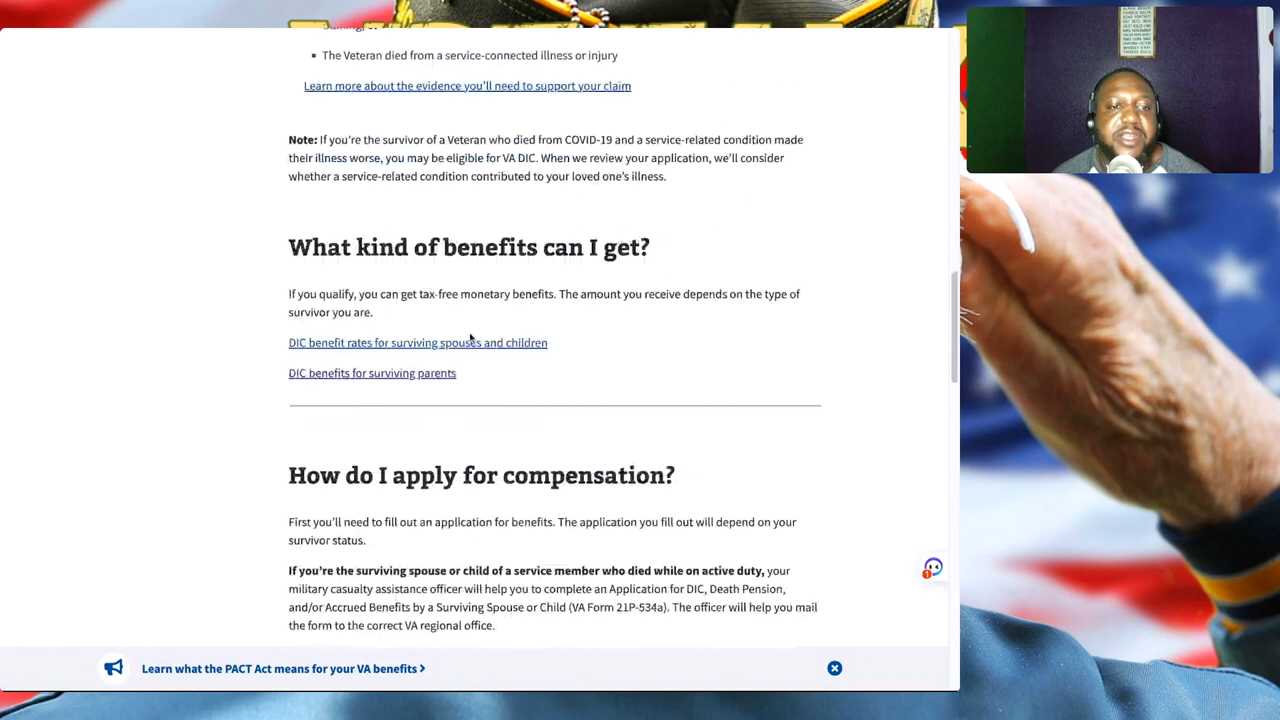 ▪ The Veteran died from a service-connected illness or injury
Learn more about the evidence you'll need to support your claim
Note: If you're the survivor of a Veteran who died from COVID-19 and a service-related condition made
their illness worse, you may be eligible for VA DIC. When we review your application, we'll consider
whether a service-related condition contributed to your loved one's illness.
What kind of benefits can I get?
If you qualify, you can get tax-free monetary benefits. The amount you receive depends on the type of
survivor you are.
DIC benefit rates for surviving spouses and children
DIC benefits for surviving parents
How do I apply for compensation?
First you'll need to fill out an application for benefits. The application you fill out will depend on your
survivor status.
If you're the surviving spouse or child of a service member who died while on active duty, your
military casualty assistance officer will help you to complete an Application for DIC, Death Pension,
and/or Accrued Benefits by a Surviving Spouse or Child (VA Form 21P-534a). The officer will help you mail
the form to the correct VA regional office.
1
Learn what the PACT Act means for your VA benefits